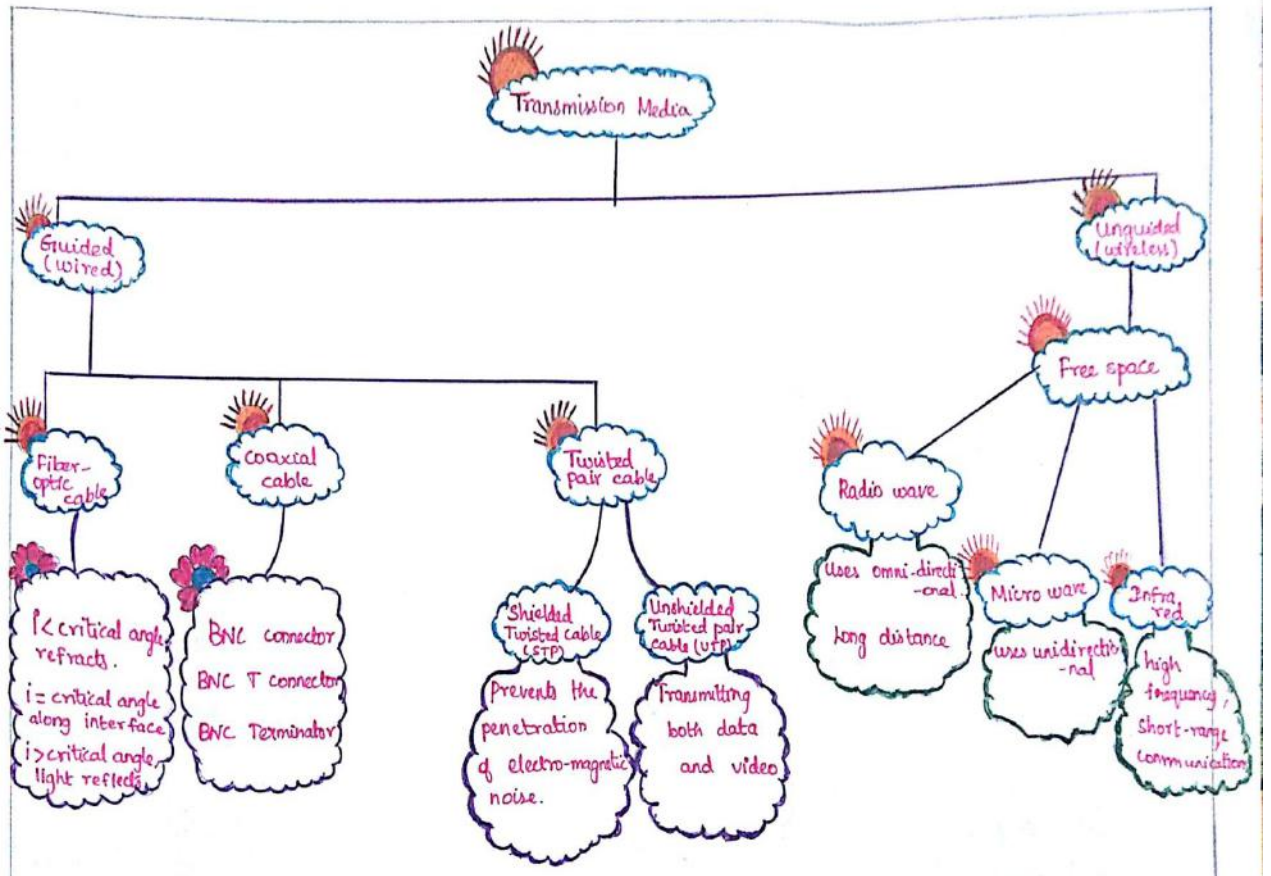 Transmission Media
Guided
(wired)
Unguided
(wireless)
Free space
Fiber-
optic
cable
Coaxial
cable
Twisted
pair cable
Radio wave
Micro wave
Infra
red
i< critical angle
refracts.
i = critical angle
along interface
i > critical angle,
light reflects
BNC connector
BNC T connector
BNC Terminator
Shielded
Twisted cable
(STP)
Unshielded
Twisted pair
cable (UTP)
Prevents the
penetration
of electro-magnetic
noise.
Transmitting
both data
and video
Uses omni-directi
-onal.
Long distance
uses unidirectio
-nal
high
frequency,
short-range
communication